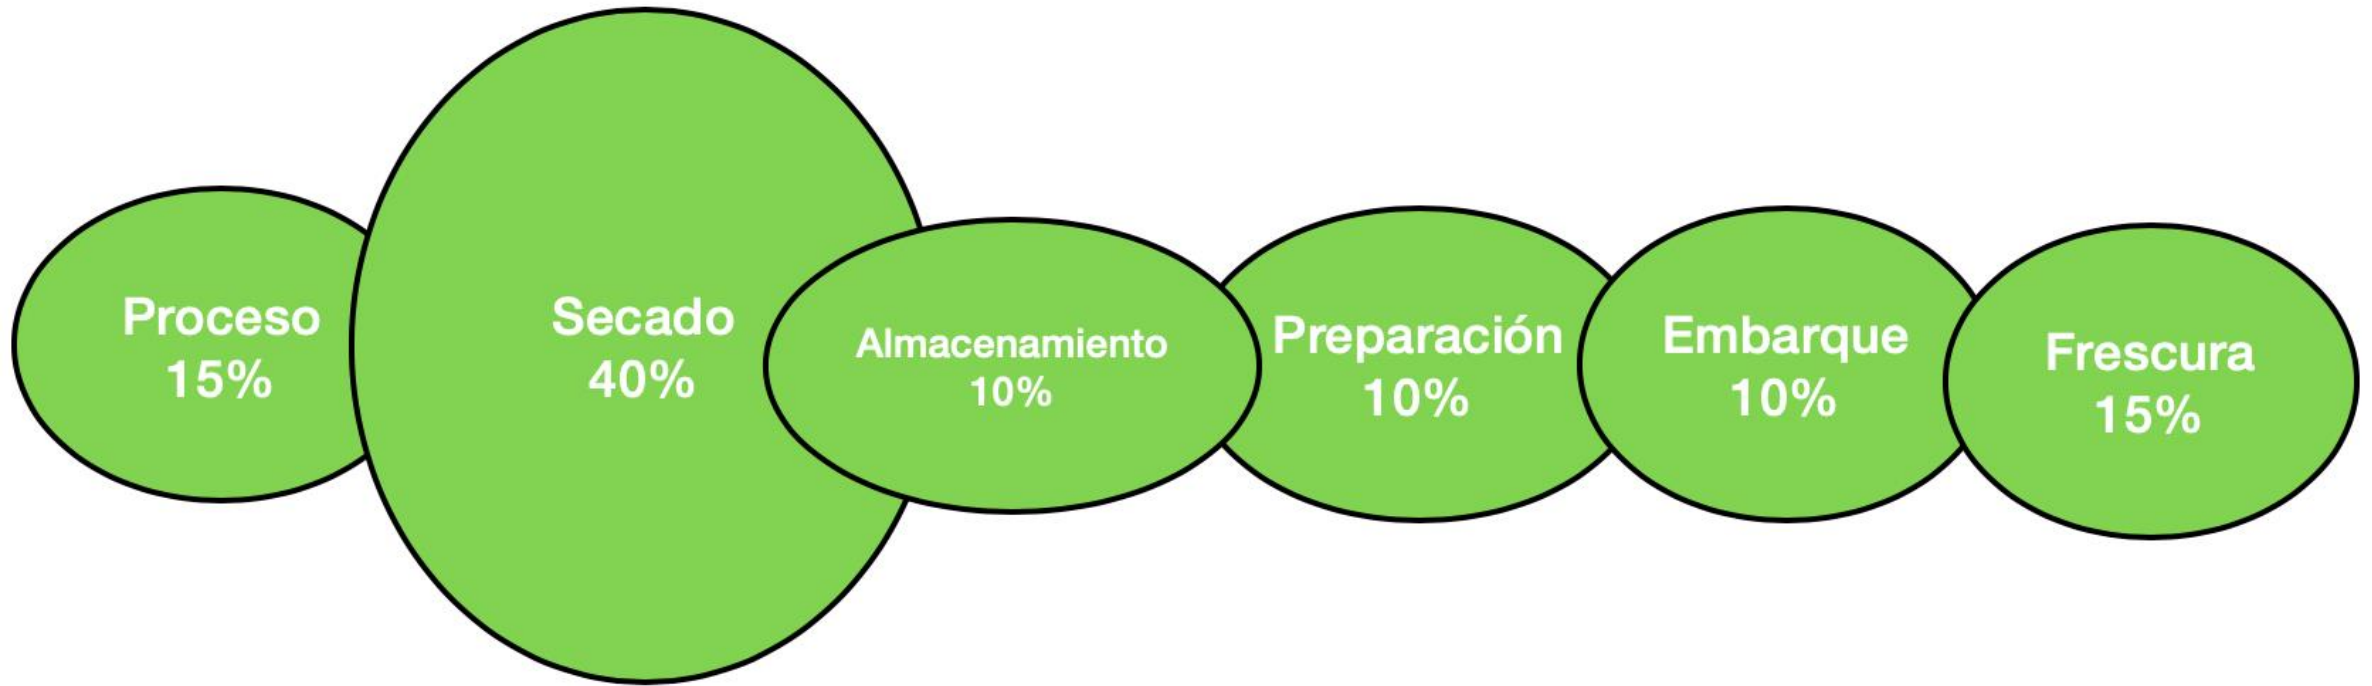 Proceso
15%
Secado
40%
Almacenamiento
10%
Preparación
10%
Embarque
10%
Frescura
15%